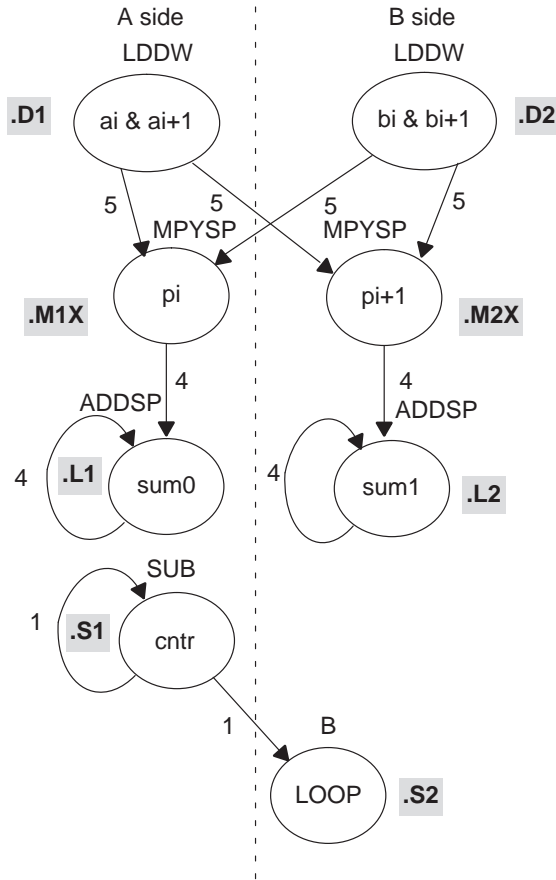 A side B side
LDDW LDDW
.D1 ai & ai+1 bi & bi+1 .D2
5 5 5 5
MPYSP MPYSP
.M1X pi pi+1 .M2X
4 4
ADDSP ADDSP
4 .L1 sum0 4 sum1 .L2
SUB
1 .S1 cntr
1 B
LOOP .S2